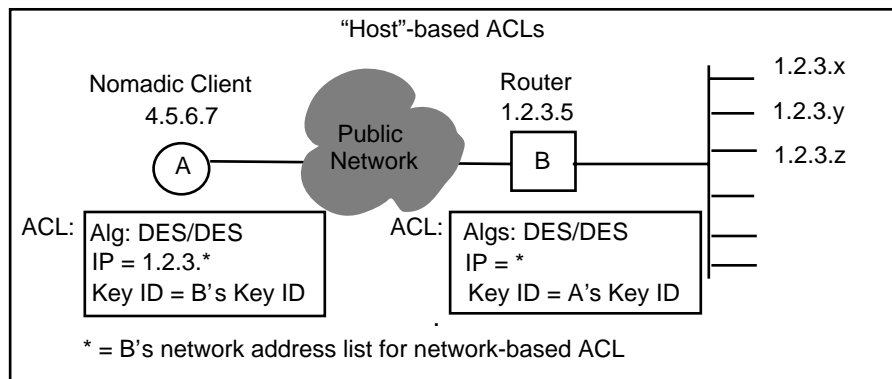 “Host”-based ACLs
Nomadic Client
4.5.6.7
A
Public
Network
Router
1.2.3.5
B
1.2.3.x
1.2.3.y
1.2.3.z
ACL:
Alg: DES/DES
IP = 1.2.3.*
Key ID = B’s Key ID
ACL:
Algs: DES/DES
IP = *
Key ID = A’s Key ID
.
* = B’s network address list for network-based ACL